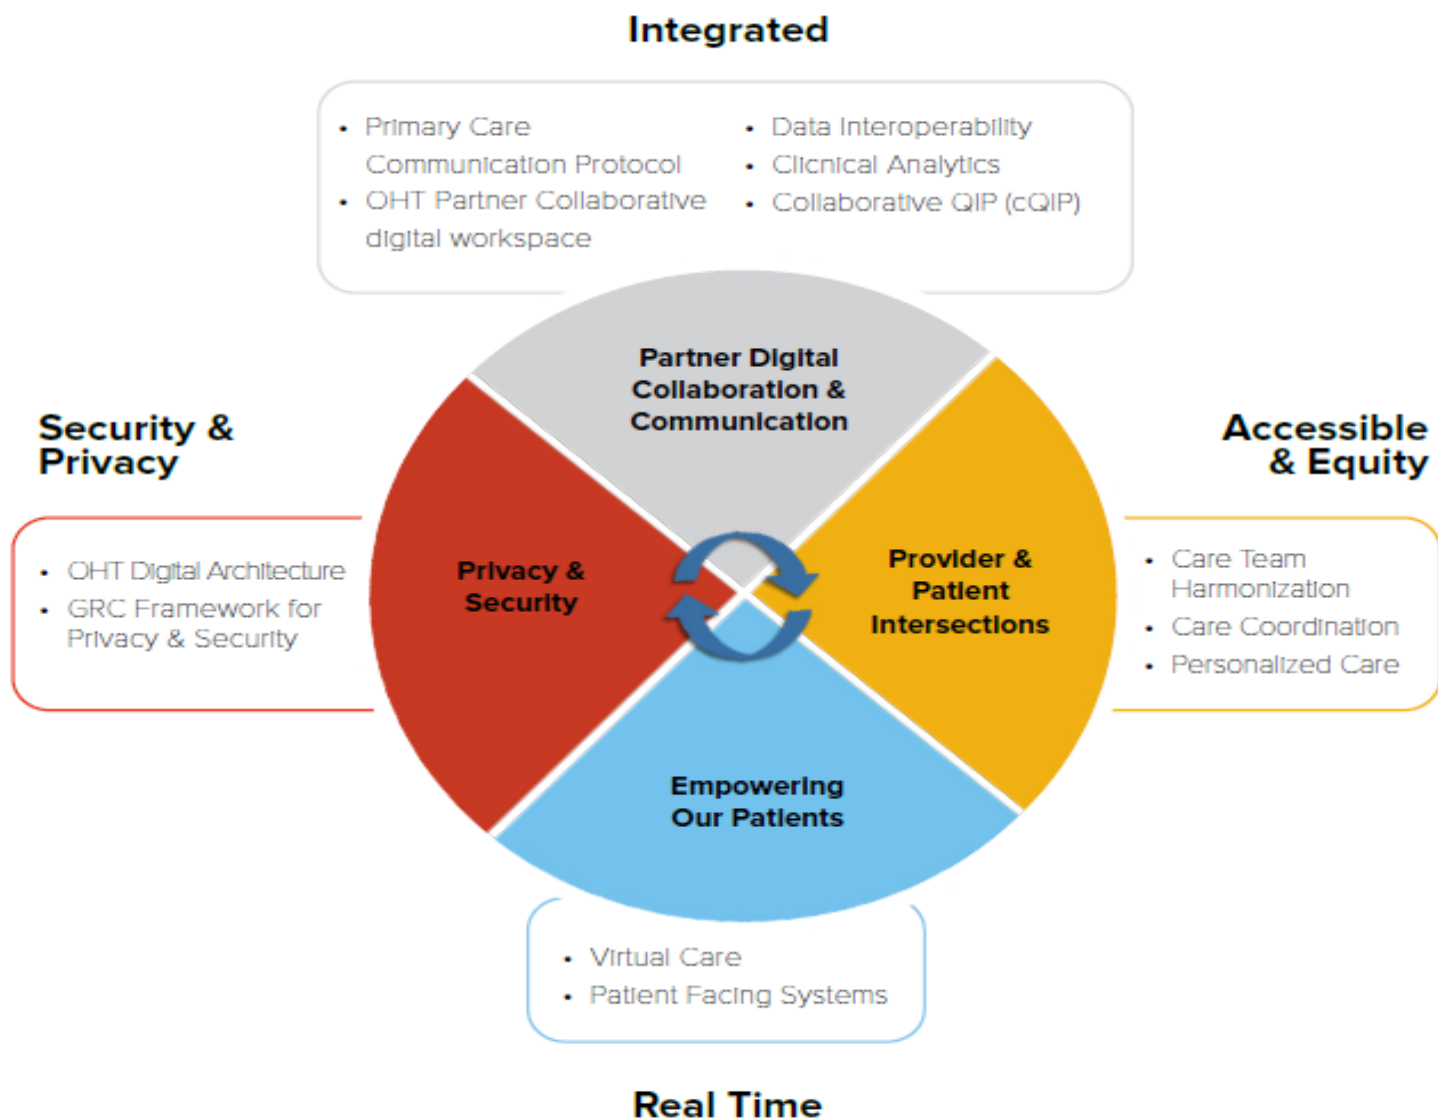 Integrated
• Primary Care
Communication Protocol
• OHT Partner Collaborative
digital workspace
• Data Interoperability
• Clicnical Analytics
• Collaborative QIP (cQIP)
Partner Digital
Collaboration &
Communication
Security &
Privacy
• OHT Digital Architecture
• GRC Framework for
Privacy & Security
Privacy &
Security
Provider &
Patient
Intersections
Accessible
& Equity
• Care Team
Harmonization
• Care Coordination
• Personalized Care
Empowering
Our Patients
• Virtual Care
• Patient Facing Systems
Real Time